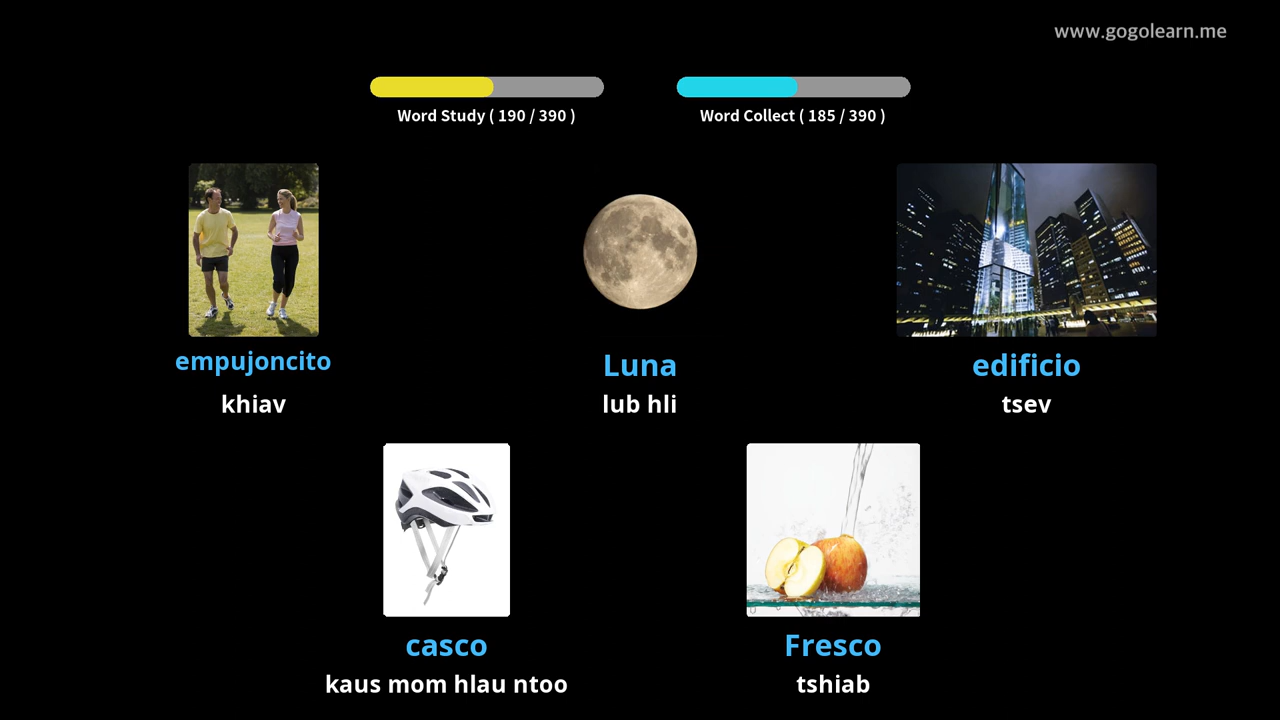 www.gogolearn.me
Word Study ( 190 / 390 )
Word Collect ( 185 / 390 )
empujoncito
khiav
Luna
lub hli
edificio
tsev
casco
kaus mom hlau ntoo
Fresco
tshiab